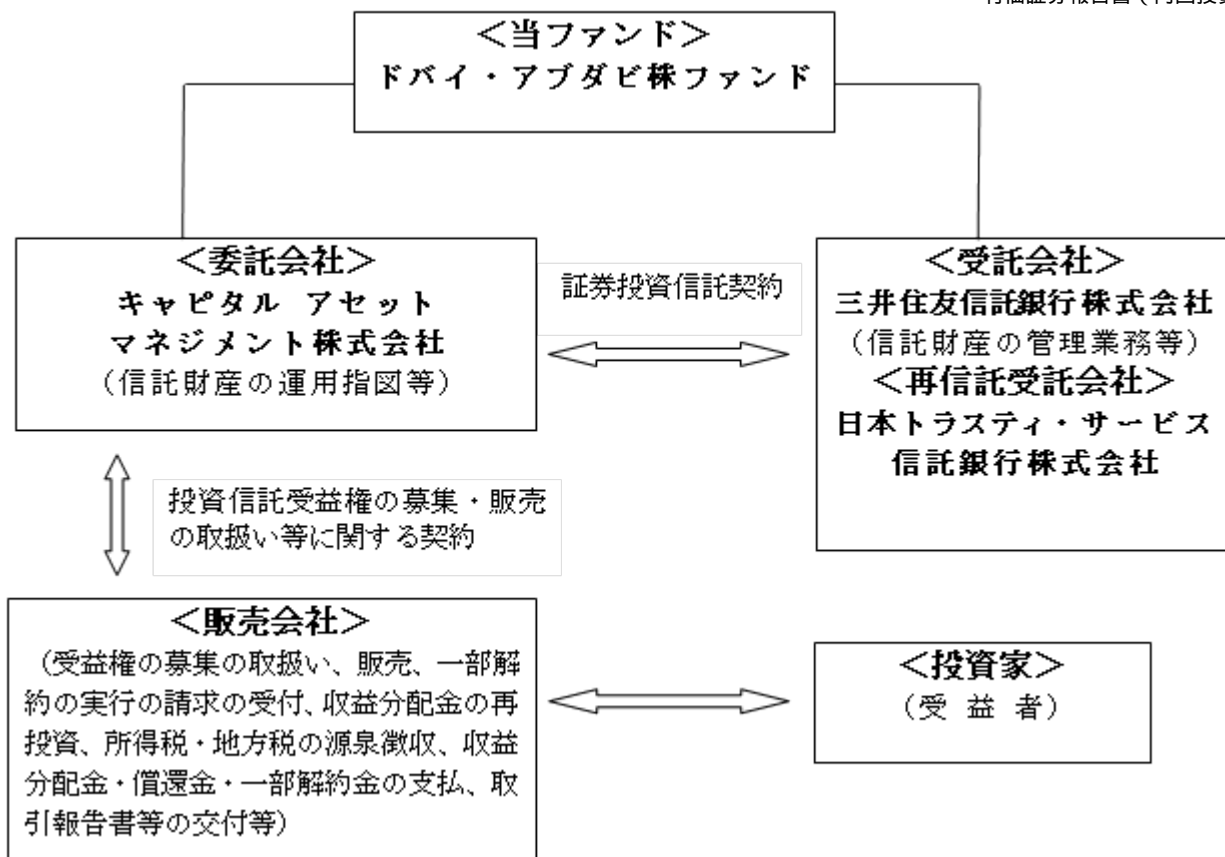 ＜当ファンド＞
ドバイ・アブダビ株ファンド
＜委託会社＞
キャピタル アセット
マネジメント株式会社
（信託財産の運用指図等）
証券投資信託契約
＜受託会社＞
三井住友信託銀行株式会社
（信託財産の管理業務等）
＜再信託受託会社＞
日本トラスティ・サービス
信託銀行株式会社
投資信託受益権の募集・販売
の取扱い等に関する契約
＜販売会社＞
（受益権の募集の取扱い、販売、一部解
約の実行の請求の受付、収益分配金の再
投資、所得税・地方税の源泉徴収、収益
分配金・償還金・一部解約金の支払、取
引報告書等の交付等）
＜投資家＞
（受 益 者）